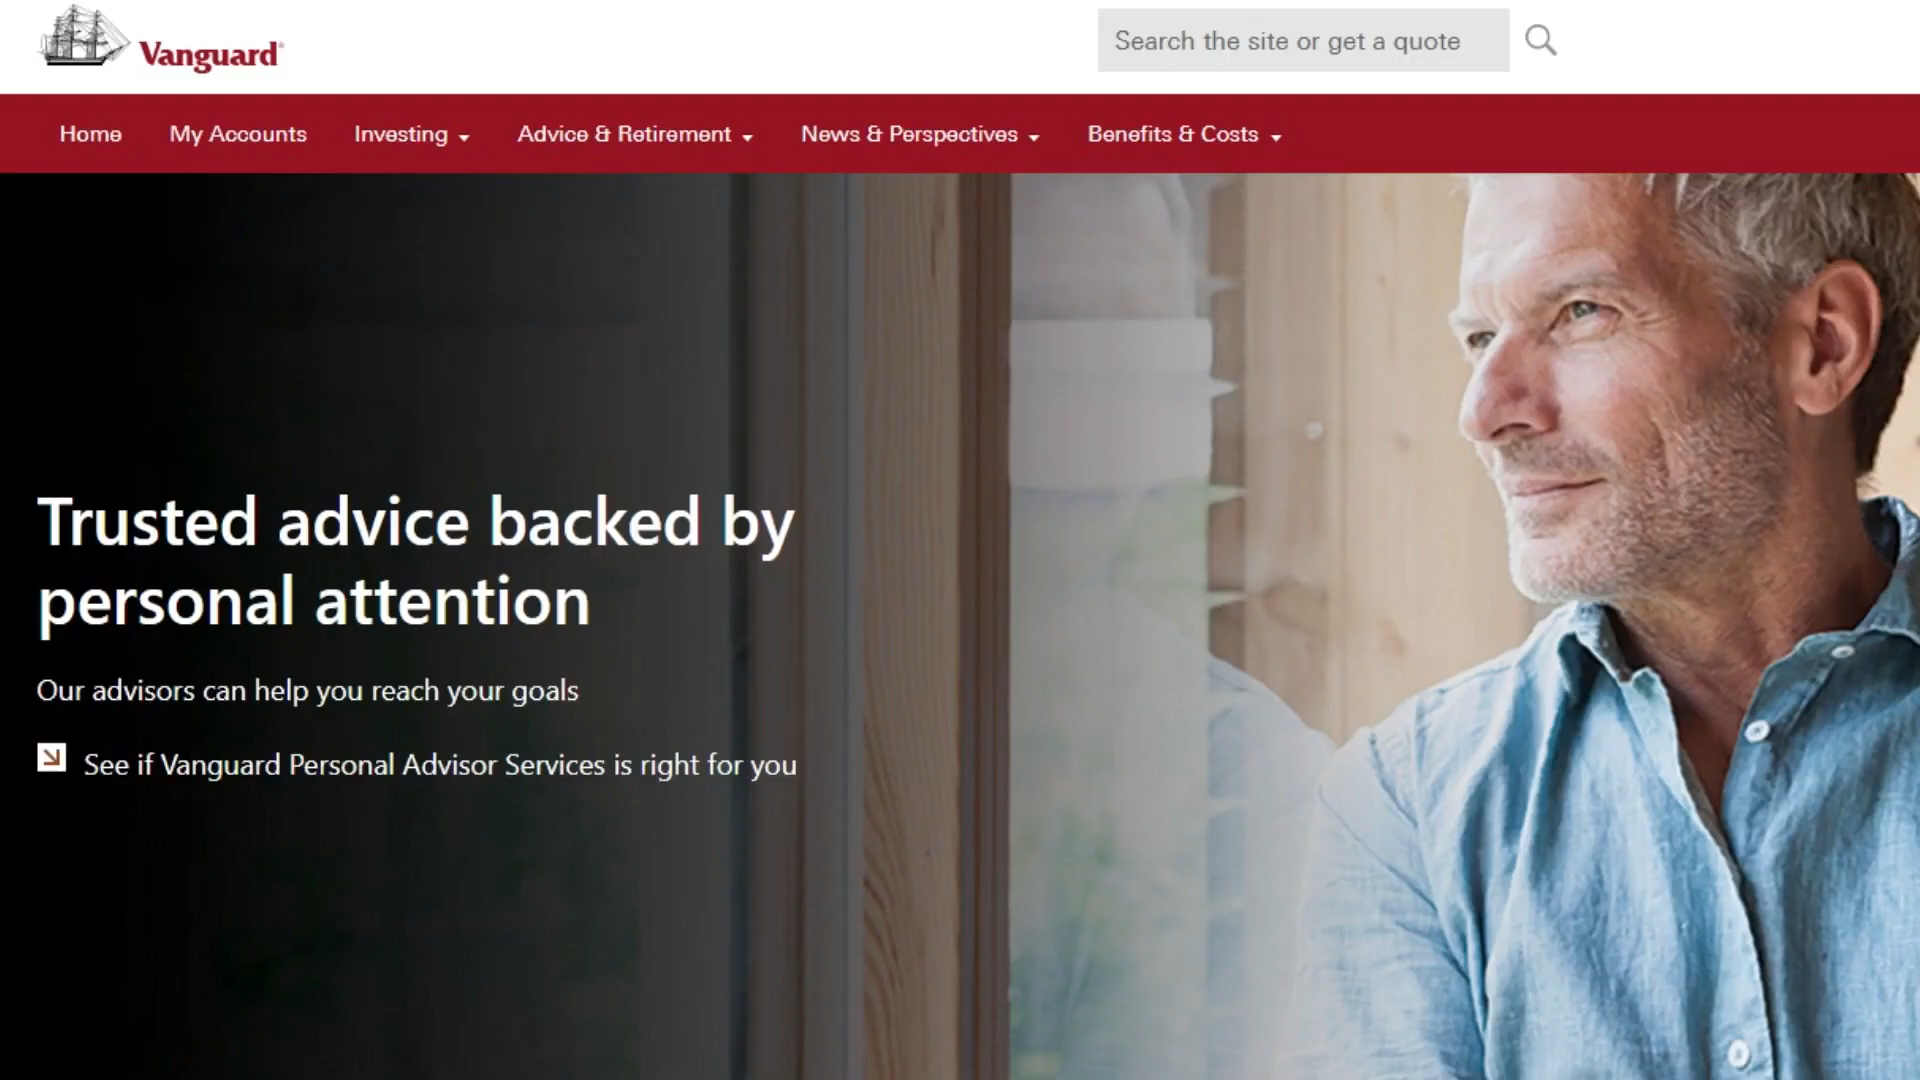 Vanguard
Search the site or get a quote
Home My Accounts Investing Advice & Retirement News & Perspectives Benefits & Costs
Trusted advice backed by
personal attention
Our advisors can help you reach your goals
See if Vanguard Personal Advisor Services is right for you